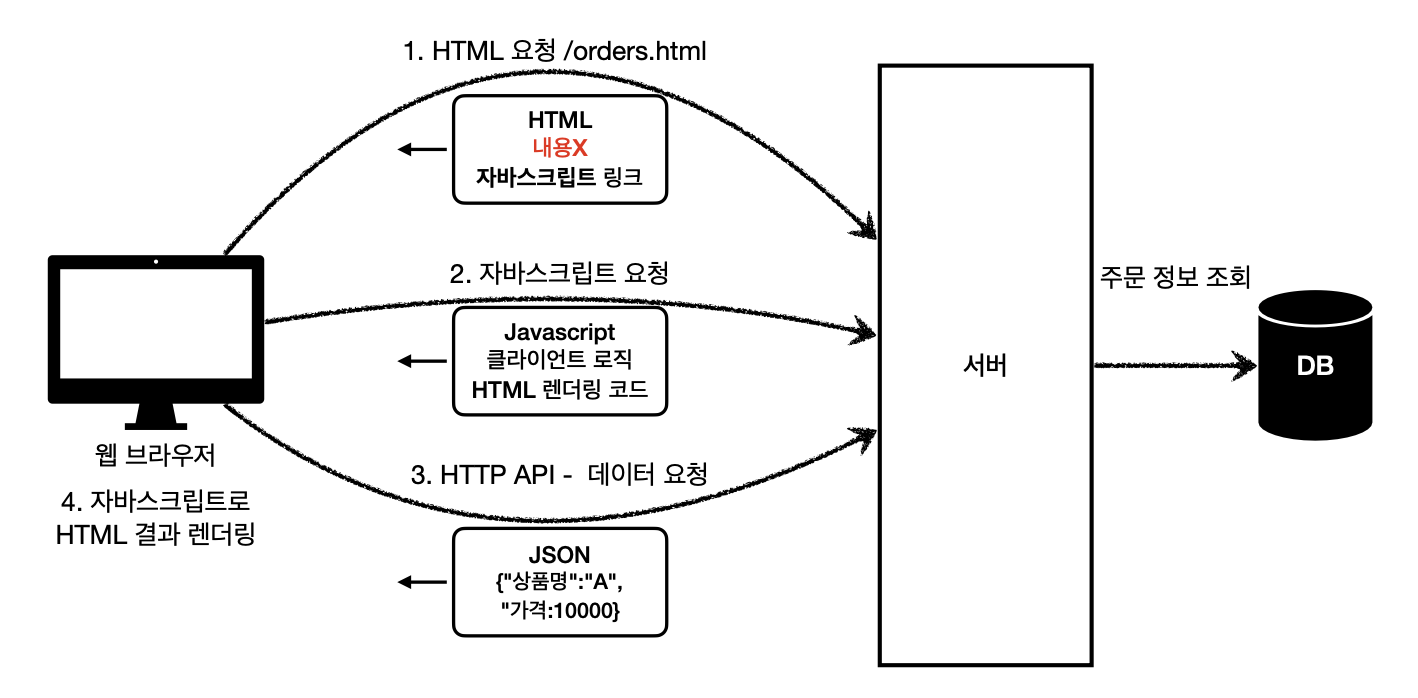 1. HTML 요청 /orders.html
HTML
내용X
자바스크립트 링크
2. 자바스크립트 요청
Javascript
클라이언트 로직
HTML 렌더링 코드
3. HTTP API -  데이터 요청
JSON
{"상품명":"A",
"가격:10000}
웹 브라우저
4. 자바스크립트로
HTML 결과 렌더링
서버
주문 정보 조회
DB